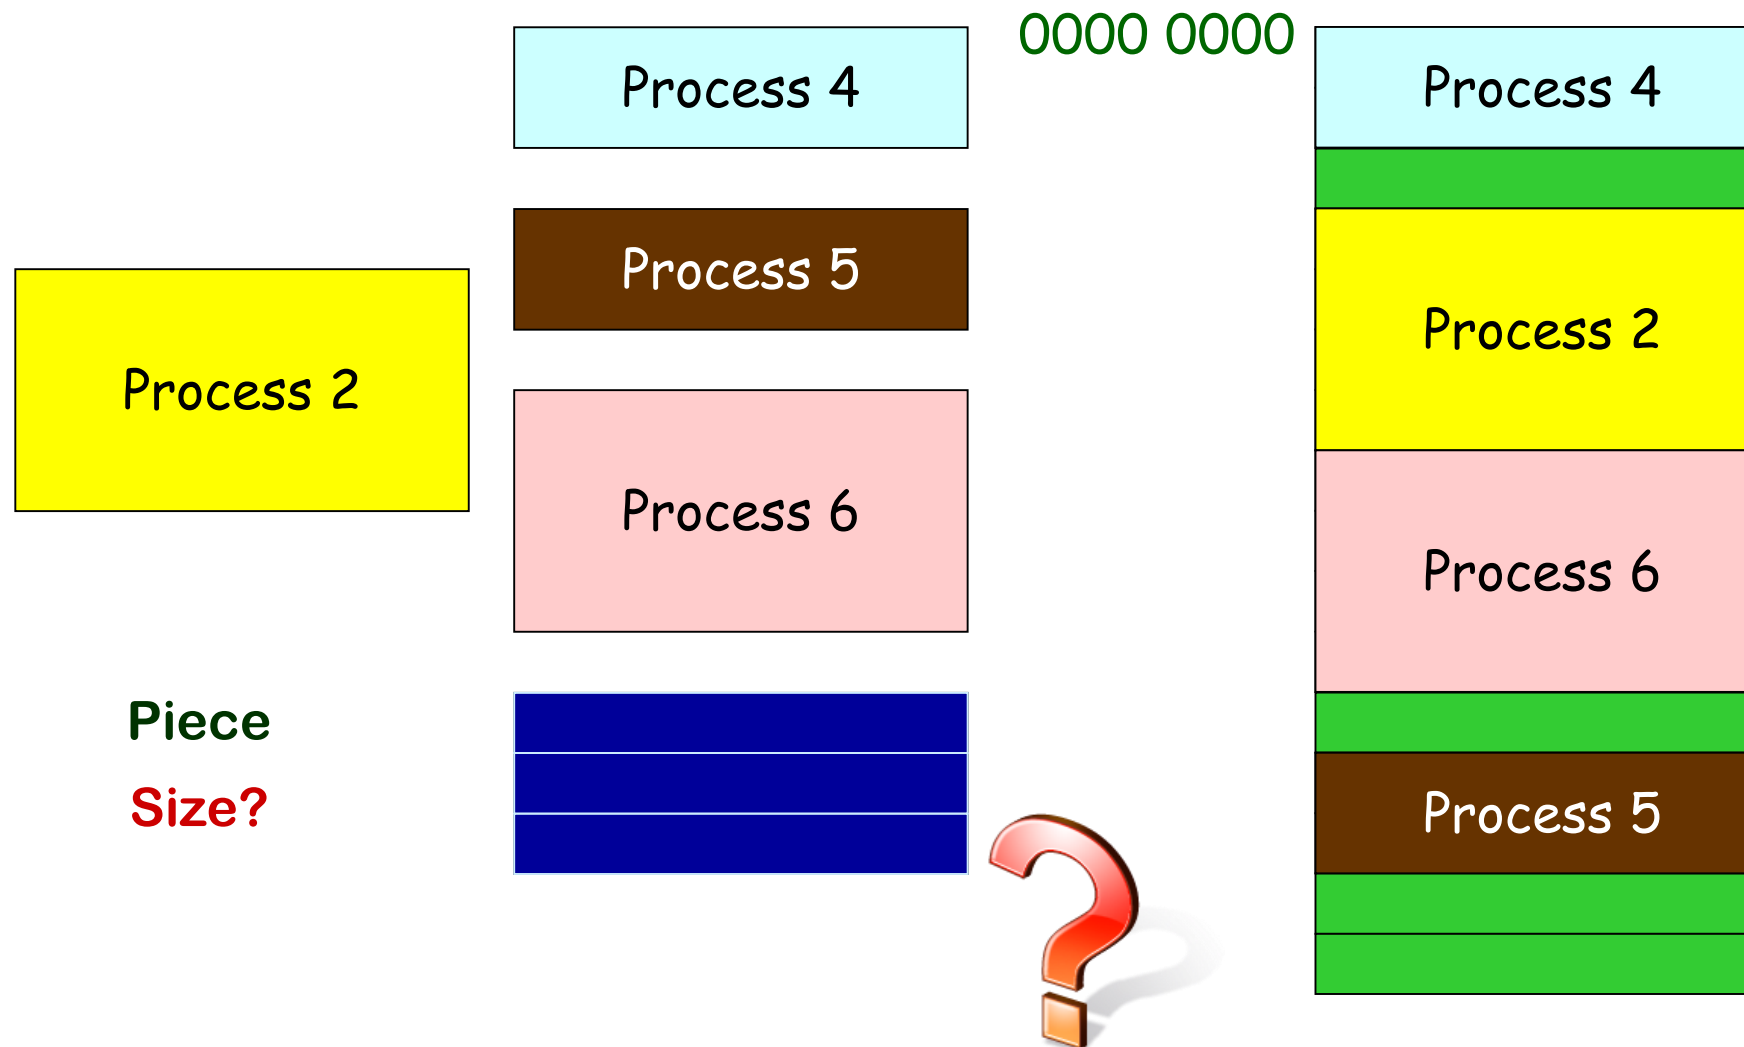 Process 2
Piece
Size?
Process 4
Process 5
Process 6
0000 0000
Process 4
Process 2
Process 6
Process 5